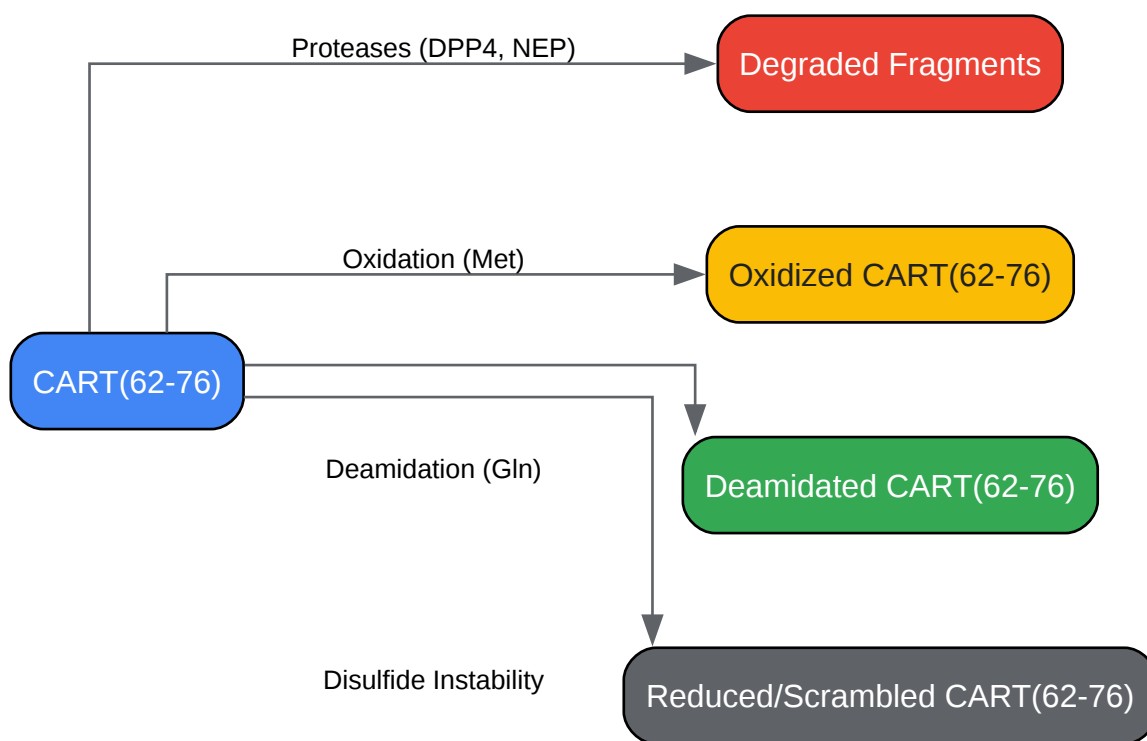 Proteases (DPP4, NEP)
Degraded Fragments
Oxidation (Met)
Oxidized CART(62-76)
CART(62-76)
Deamidation (Gln)
Deamidated CART(62-76)
Disulfide Instability
Reduced/Scrambled CART(62-76)